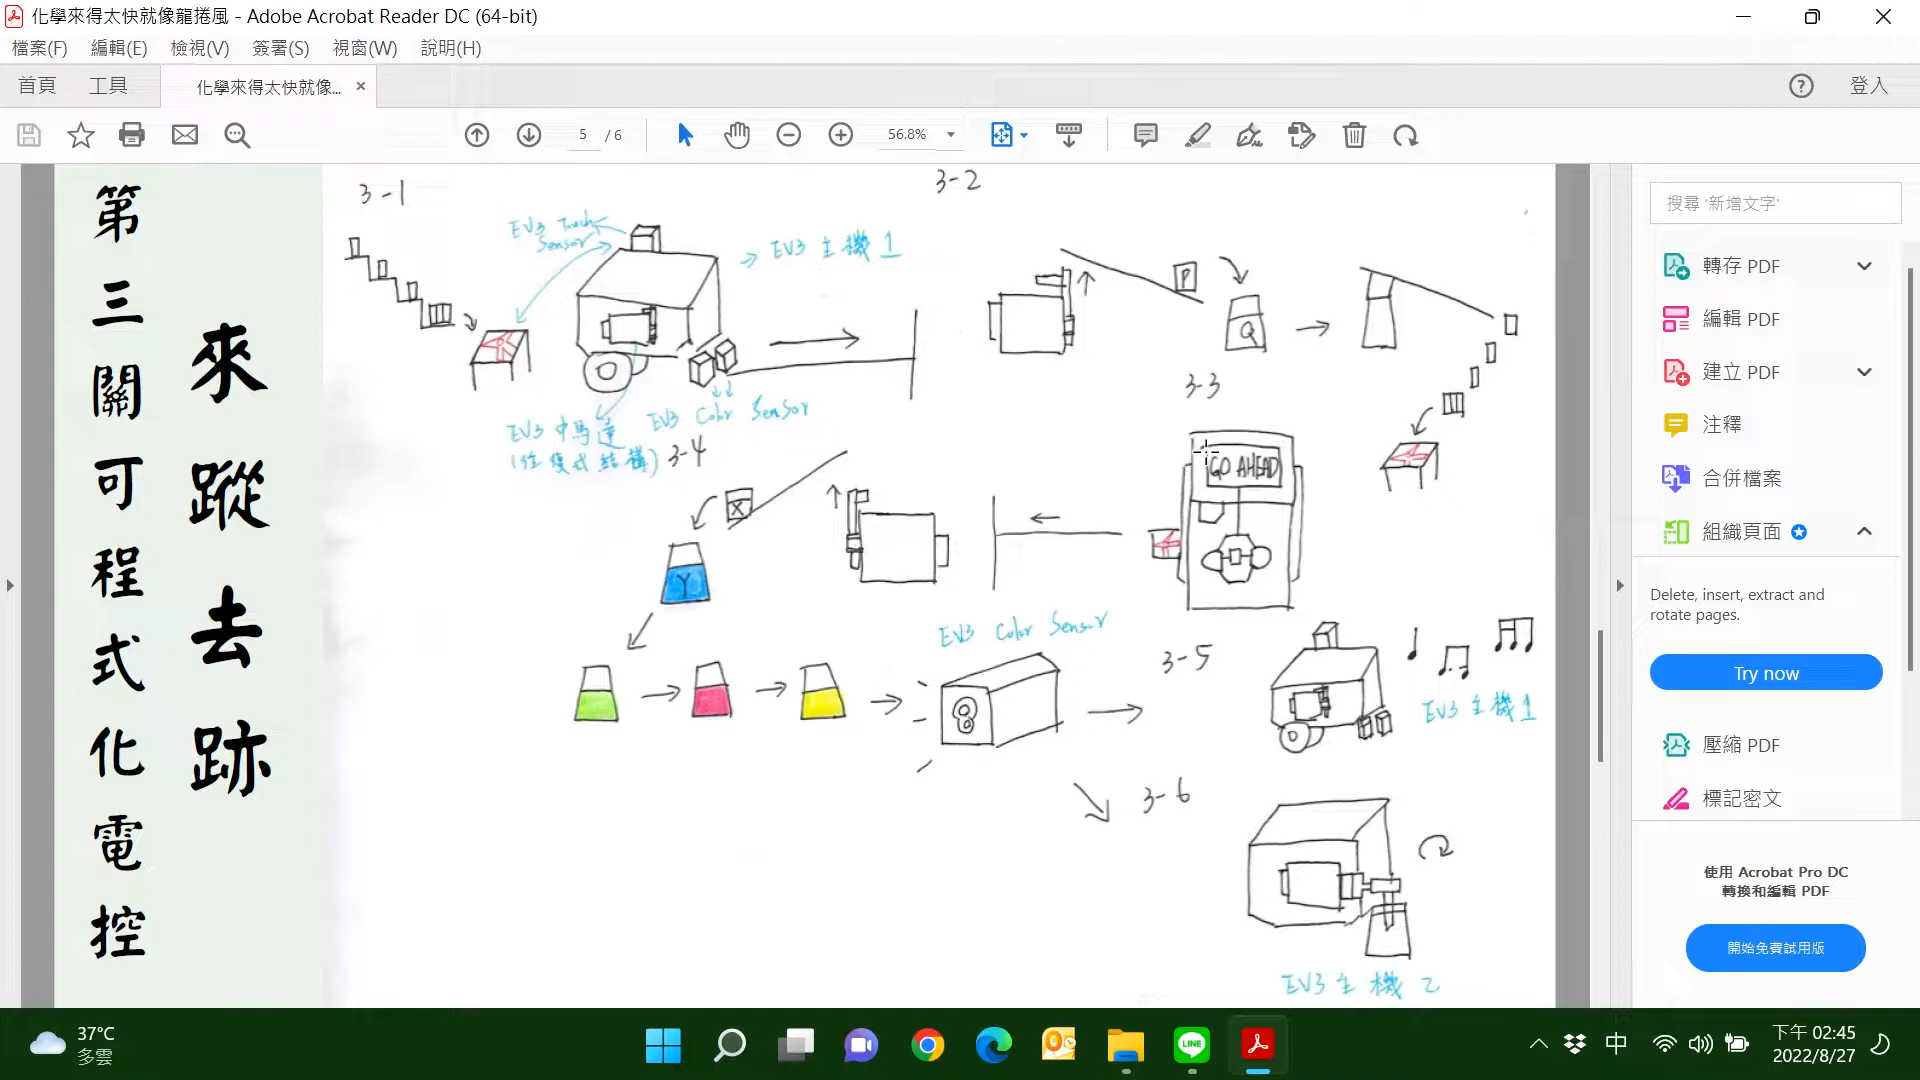 化學來得太快就像龍捲風 - Adobe Acrobat Reader DC (64-bit)
檔案(F) 編輯(E) 檢視(V) 簽署(S) 視窗(W) 說明(H)
首頁 工具 化學來得太快就像... × 登入
5 / 6 56.8%
第三關可程式化電控
來蹤去跡
3-1
EV3 Touch
Sensor
EV3 主機 1
EV3 Color Sensor
EV3 中馬達
3-2
P
Q
3-3
GO AHEAD
3-4
X
Y
EV3 Color Sensor
3-5
EV3 主機 1
3-6
EV3 主機 2
搜尋 '新增文字'
轉存 PDF
編輯 PDF
建立 PDF
注釋
合併檔案
組織頁面
Delete, insert, extract and
rotate pages.
Try now
壓縮 PDF
標記密文
使用 Acrobat Pro DC
轉換和編輯 PDF
開始免費試用版
37°C
多雲
LINE
中
下午 02:45
2022/8/27